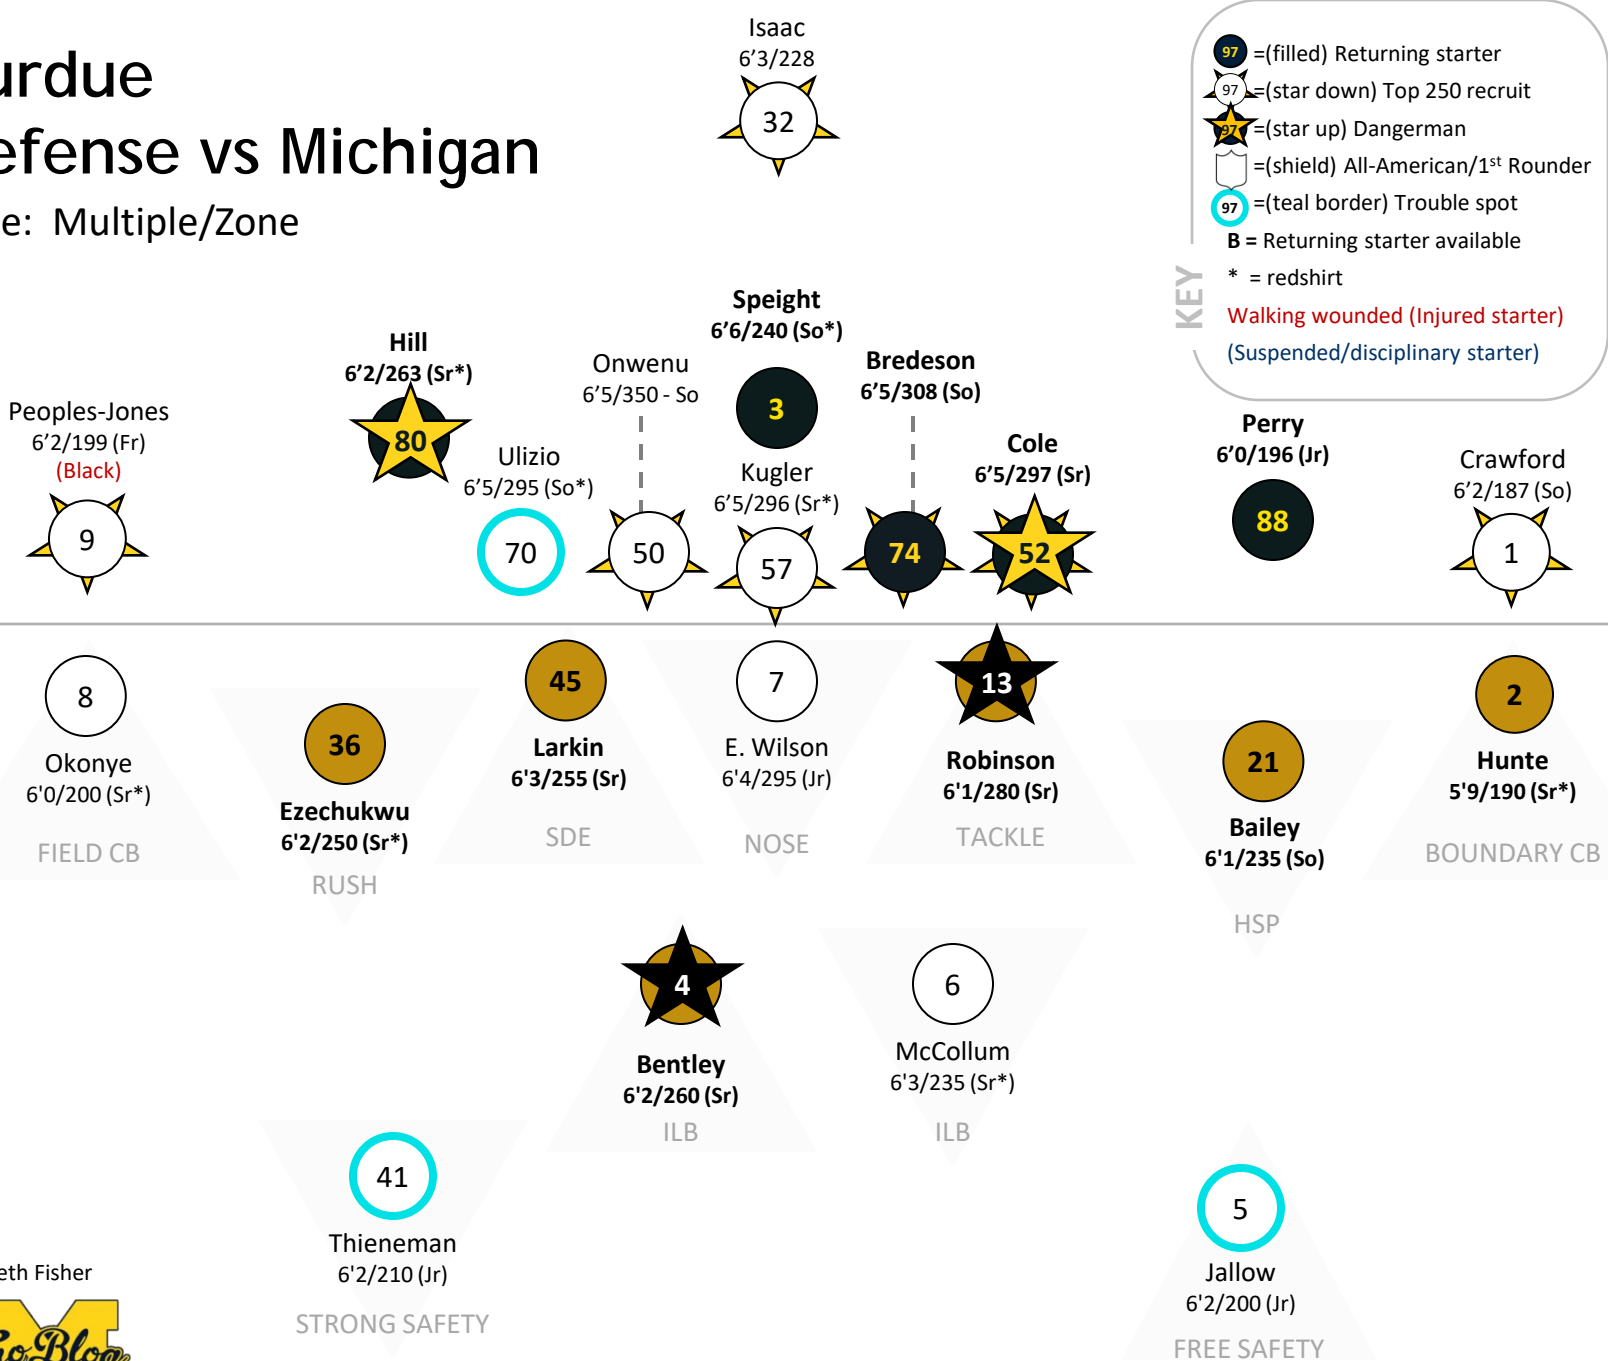 urdue
efense vs Michigan
e: Multiple/Zone
Isaac
6'3/228
32
97 =(filled) Returning starter
97 =(star down) Top 250 recruit
97 =(star up) Dangerman
=(shield) All-American/1st Rounder
97 =(teal border) Trouble spot
B = Returning starter available
* = redshirt
Walking wounded (Injured starter)
(Suspended/disciplinary starter)
KEY
Peoples-Jones
6'2/199 (Fr)
(Black)
9
Hill
6'2/263 (Sr*)
80
Ulizio
6'5/295 (So*)
70
Onwenu
6'5/350 - So
50
Speight
6'6/240 (So*)
3
Kugler
6'5/296 (Sr*)
57
Bredeson
6'5/308 (So)
74
Cole
6'5/297 (Sr)
52
Perry
6'0/196 (Jr)
88
Crawford
6'2/187 (So)
1
8
Okonye
6'0/200 (Sr*)
FIELD CB
36
Ezechukwu
6'2/250 (Sr*)
RUSH
45
Larkin
6'3/255 (Sr)
SDE
7
E. Wilson
6'4/295 (Jr)
NOSE
13
Robinson
6'1/280 (Sr)
TACKLE
21
Bailey
6'1/235 (So)
HSP
2
Hunte
5'9/190 (Sr*)
BOUNDARY CB
4
Bentley
6'2/260 (Sr)
ILB
6
McCollum
6'3/235 (Sr*)
ILB
41
Thieneman
6'2/210 (Jr)
STRONG SAFETY
5
Jallow
6'2/200 (Jr)
FREE SAFETY
eth Fisher
goBlog